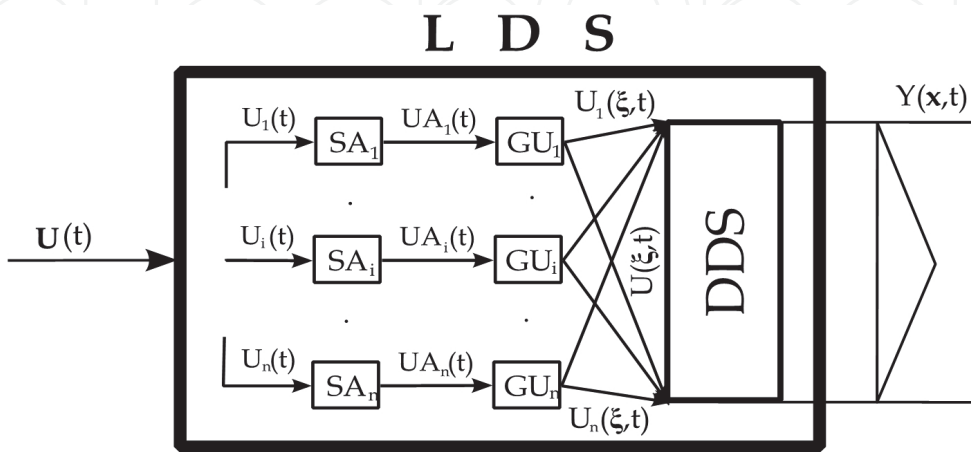 L D S
U₁(t) SA₁ UA₁(t) GU₁ U₁(ξ,t) Y(x,t)
U(t) Uᵢ(t) SAᵢ UAᵢ(t) GUᵢ U(ξ,t) DDS
Uₙ(t) SAₙ UAₙ(t) GUₙ Uₙ(ξ,t)